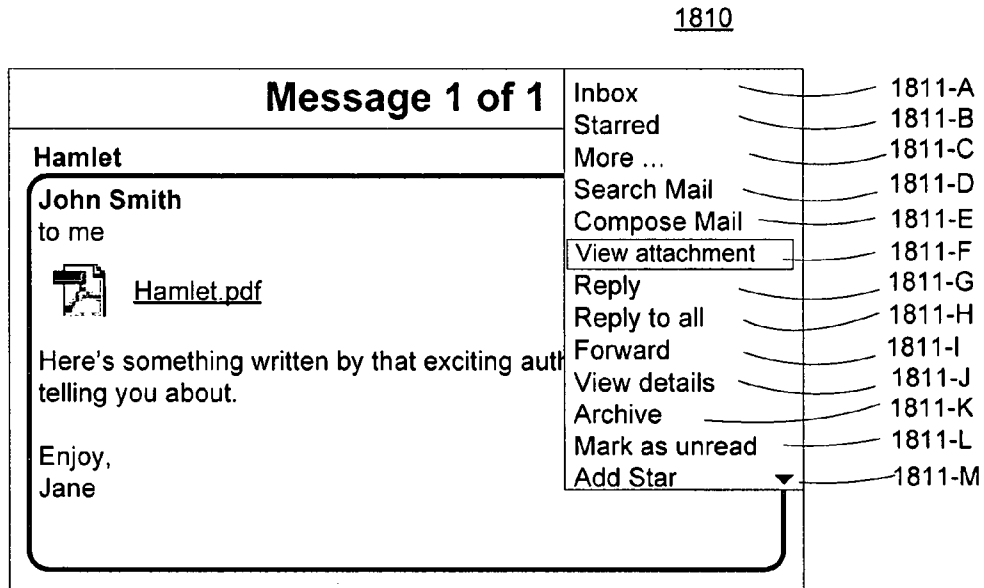 1810
Message 1 of 1
Hamlet
John Smith
to me
Hamlet.pdf
Here's something written by that exciting auth
telling you about.
Enjoy,
Jane
Inbox
Starred
More ...
Search Mail
Compose Mail
View attachment
Reply
Reply to all
Forward
View details
Archive
Mark as unread
Add Star
1811-A
1811-B
1811-C
1811-D
1811-E
1811-F
1811-G
1811-H
1811-I
1811-J
1811-K
1811-L
1811-M